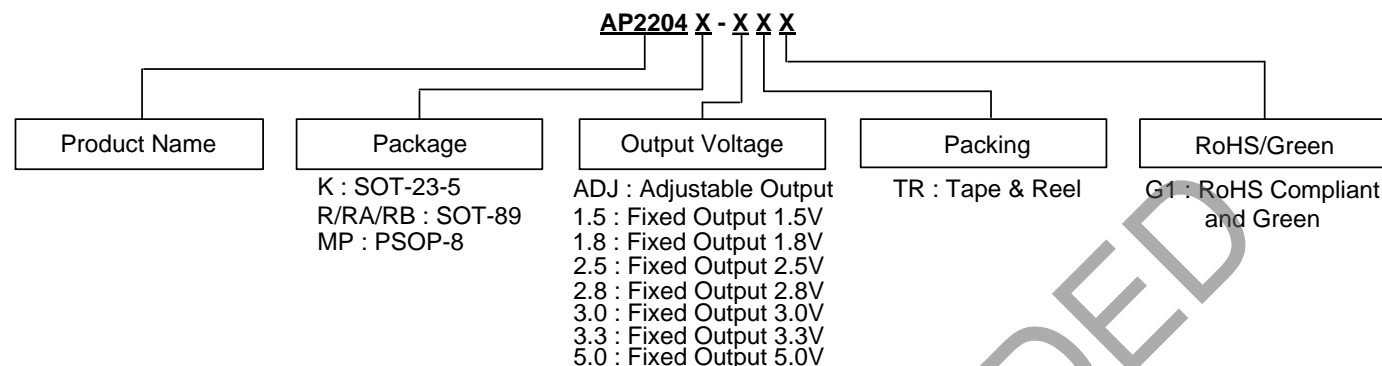 AP2204 X - X X X
Product Name
Package
Output Voltage
Packing
RoHS/Green
K : SOT-23-5
R/RA/RB : SOT-89
MP : PSOP-8
ADJ : Adjustable Output
1.5 : Fixed Output 1.5V
1.8 : Fixed Output 1.8V
2.5 : Fixed Output 2.5V
2.8 : Fixed Output 2.8V
3.0 : Fixed Output 3.0V
3.3 : Fixed Output 3.3V
5.0 : Fixed Output 5.0V
TR : Tape & Reel
G1 : RoHS Compliant
and Green
DED